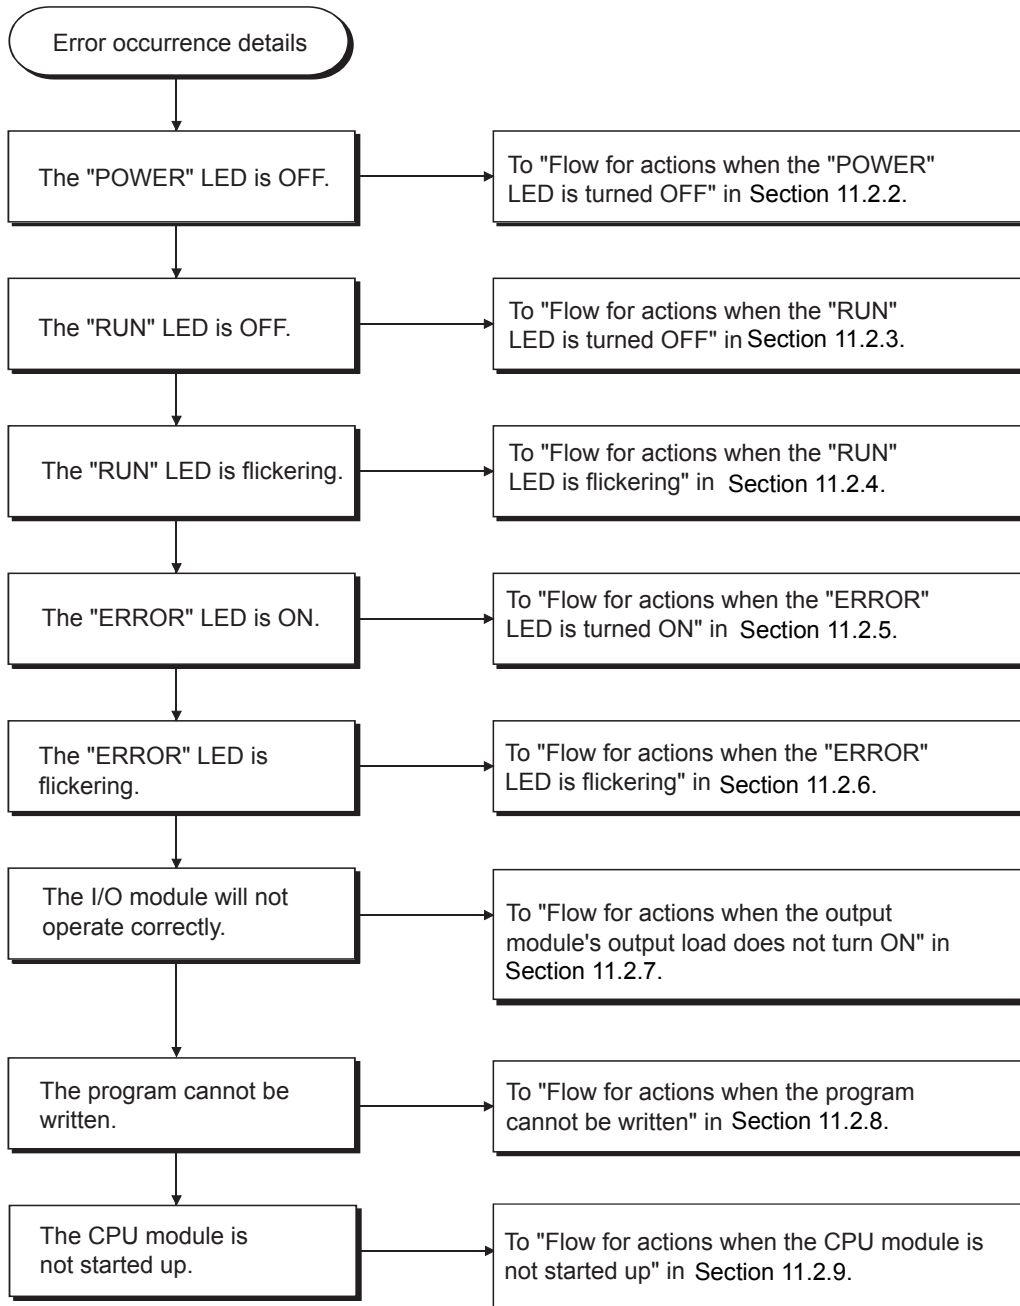 Error occurrence details
The "POWER" LED is OFF.
To "Flow for actions when the "POWER"
LED is turned OFF" in Section 11.2.2.
The "RUN" LED is OFF.
To "Flow for actions when the "RUN"
LED is turned OFF" in Section 11.2.3.
The "RUN" LED is flickering.
To "Flow for actions when the "RUN"
LED is flickering" in Section 11.2.4.
The "ERROR" LED is ON.
To "Flow for actions when the "ERROR"
LED is turned ON" in Section 11.2.5.
The "ERROR" LED is
flickering.
To "Flow for actions when the "ERROR"
LED is flickering" in Section 11.2.6.
The I/O module will not
operate correctly.
To "Flow for actions when the output
module's output load does not turn ON" in
Section 11.2.7.
The program cannot be
written.
To "Flow for actions when the program
cannot be written" in Section 11.2.8.
The CPU module is
not started up.
To "Flow for actions when the CPU module is
not started up" in Section 11.2.9.